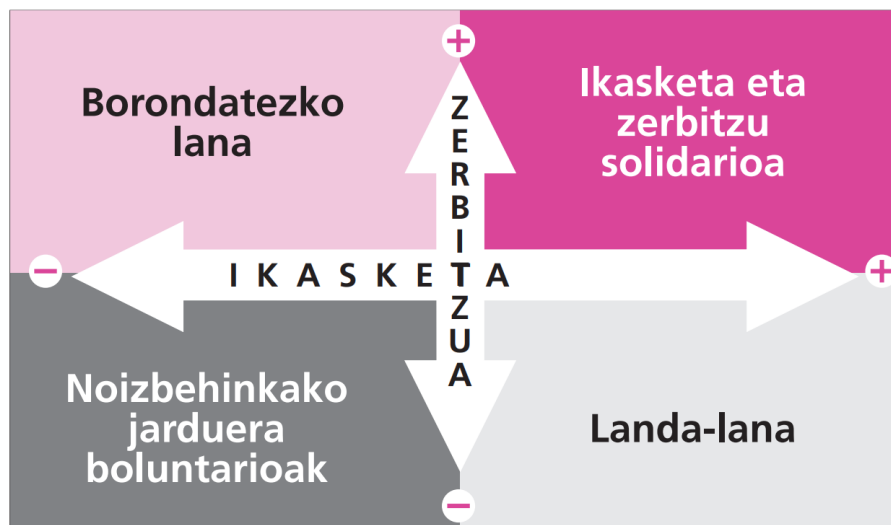 +
Borondatezko
lana
Ikasketa eta
zerbitzu
solidarioa
ZERBITZUA
−
IKASKETA
+
Noizbehinkako
jarduera
boluntarioak
Landa-lana
−